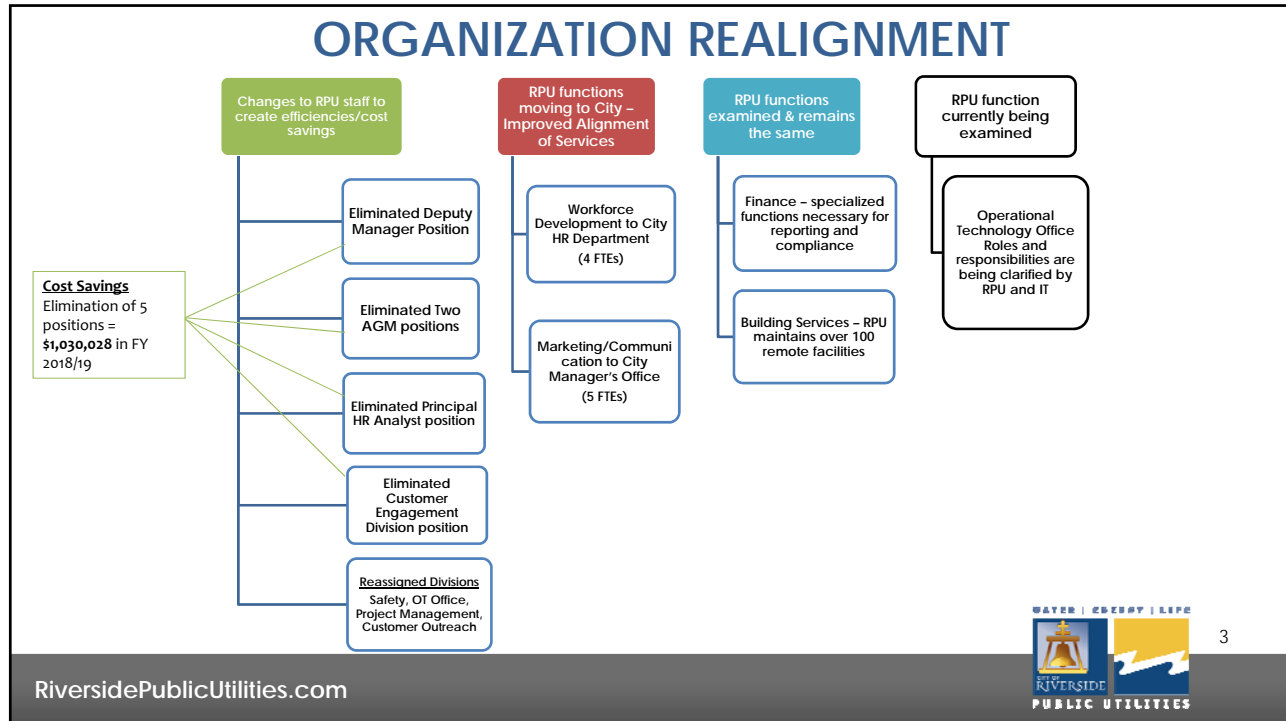 ORGANIZATION REALIGNMENT
Changes to RPU staff to
create efficiencies/cost
savings
Eliminated Deputy
Manager Position
Eliminated Two
AGM positions
Eliminated Principal
HR Analyst position
Eliminated
Customer
Engagement
Division position
Reassigned Divisions
Safety, OT Office,
Project Management,
Customer Outreach
Cost Savings
Elimination of 5
positions =
$1,030,028 in FY
2018/19
RPU functions
moving to City –
Improved Alignment
of Services
Workforce
Development to City
HR Department
(4 FTEs)
Marketing/Communi
cation to City
Manager's Office
(5 FTEs)
RPU functions
examined & remains
the same
Finance – specialized
functions necessary for
reporting and
compliance
Building Services – RPU
maintains over 100
remote facilities
RPU function
currently being
examined
Operational
Technology Office
Roles and
responsibilities are
being clarified by
RPU and IT
WATER | ENERGY | LIFE
CITY OF
RIVERSIDE
PUBLIC UTILITIES
3
RiversidePublicUtilities.com